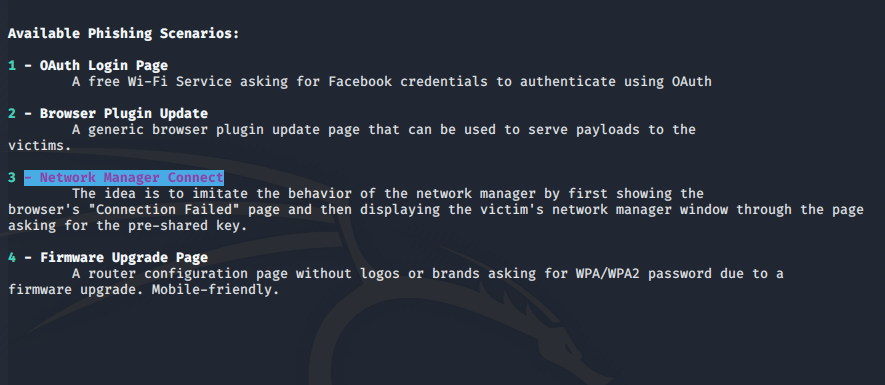 Available Phishing Scenarios:
1 - OAuth Login Page
A free Wi-Fi Service asking for Facebook credentials to authenticate using OAuth
2 - Browser Plugin Update
A generic browser plugin update page that can be used to serve payloads to the
victims.
3 - Network Manager Connect
The idea is to imitate the behavior of the network manager by first showing the
browser's "Connection Failed" page and then displaying the victim's network manager window through the page
asking for the pre-shared key.
4 - Firmware Upgrade Page
A router configuration page without logos or brands asking for WPA/WPA2 password due to a
firmware upgrade. Mobile-friendly.